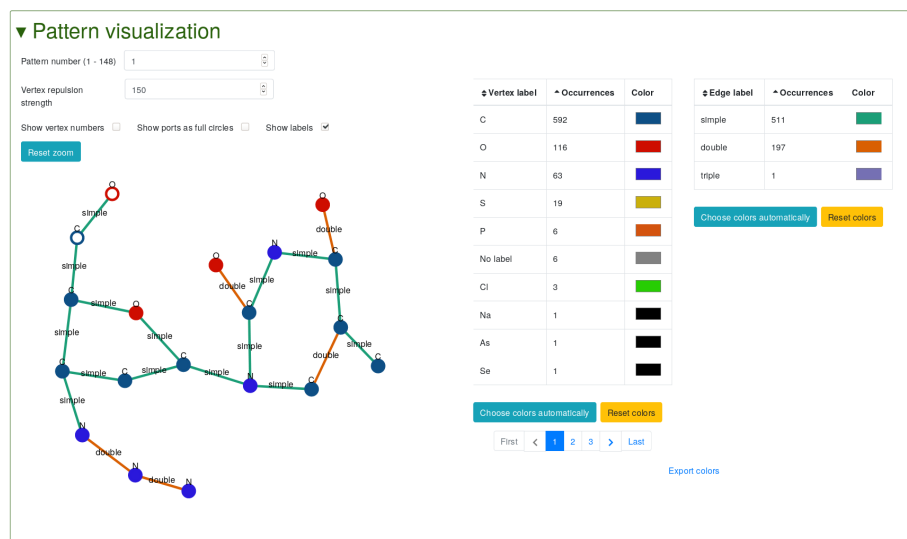 ▾ Pattern visualization
Pattern number (1 - 148) 1
Vertex repulsion strength 150
Show vertex numbers Show ports as full circles Show labels
Reset zoom
O
simple
C
simple
C
simple
O
simple
simple
C
simple
C
simple
C
simple
simple
N
double
N
double
N
O
double
N
simple
C
simple
O
double
C
simple
simple
C
simple
C
double
N
simple
C
Vertex label Occurrences Color
C 592
O 116
N 63
S 19
P 6
No label 6
Cl 3
Na 1
As 1
Se 1
Choose colors automatically Reset colors
First 1 2 3 Last
Edge label Occurrences Color
simple 511
double 197
triple 1
Choose colors automatically Reset colors
Export colors